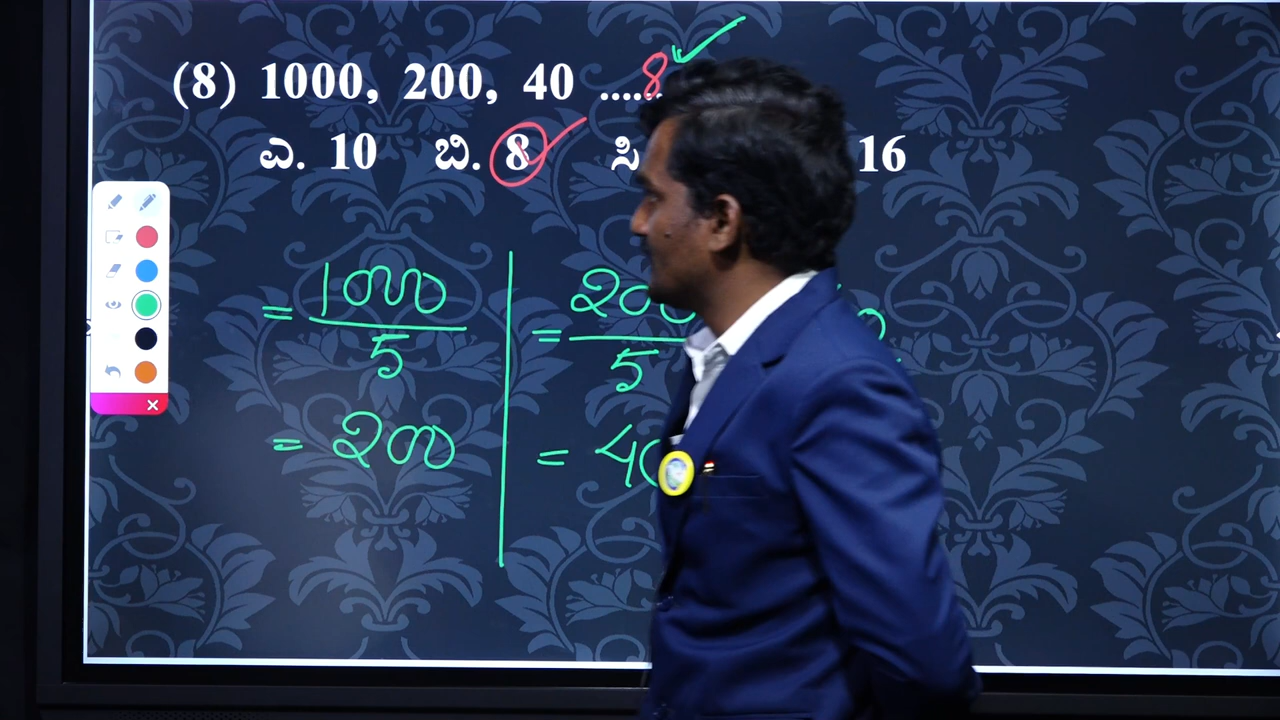 (8) 1000, 200, 40 ......8
ಎ. 10 ಬಿ. 8 ಸಿ 16
= 1000/5 = 200/5
= 200 = 40